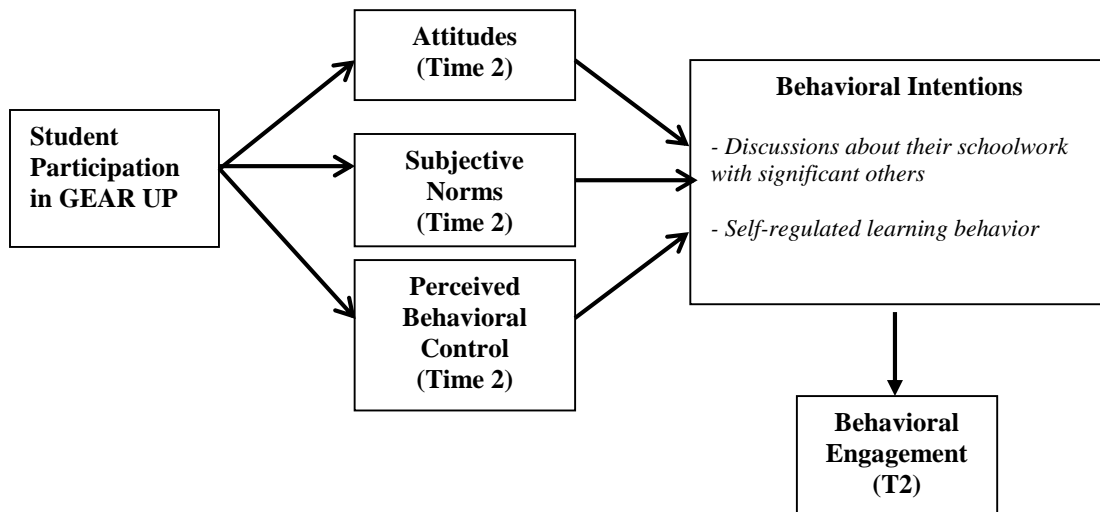 Student
Participation
in GEAR UP
Attitudes
(Time 2)
Subjective
Norms
(Time 2)
Perceived
Behavioral
Control
(Time 2)
Behavioral Intentions
- Discussions about their schoolwork
with significant others
- Self-regulated learning behavior
Behavioral
Engagement
(T2)